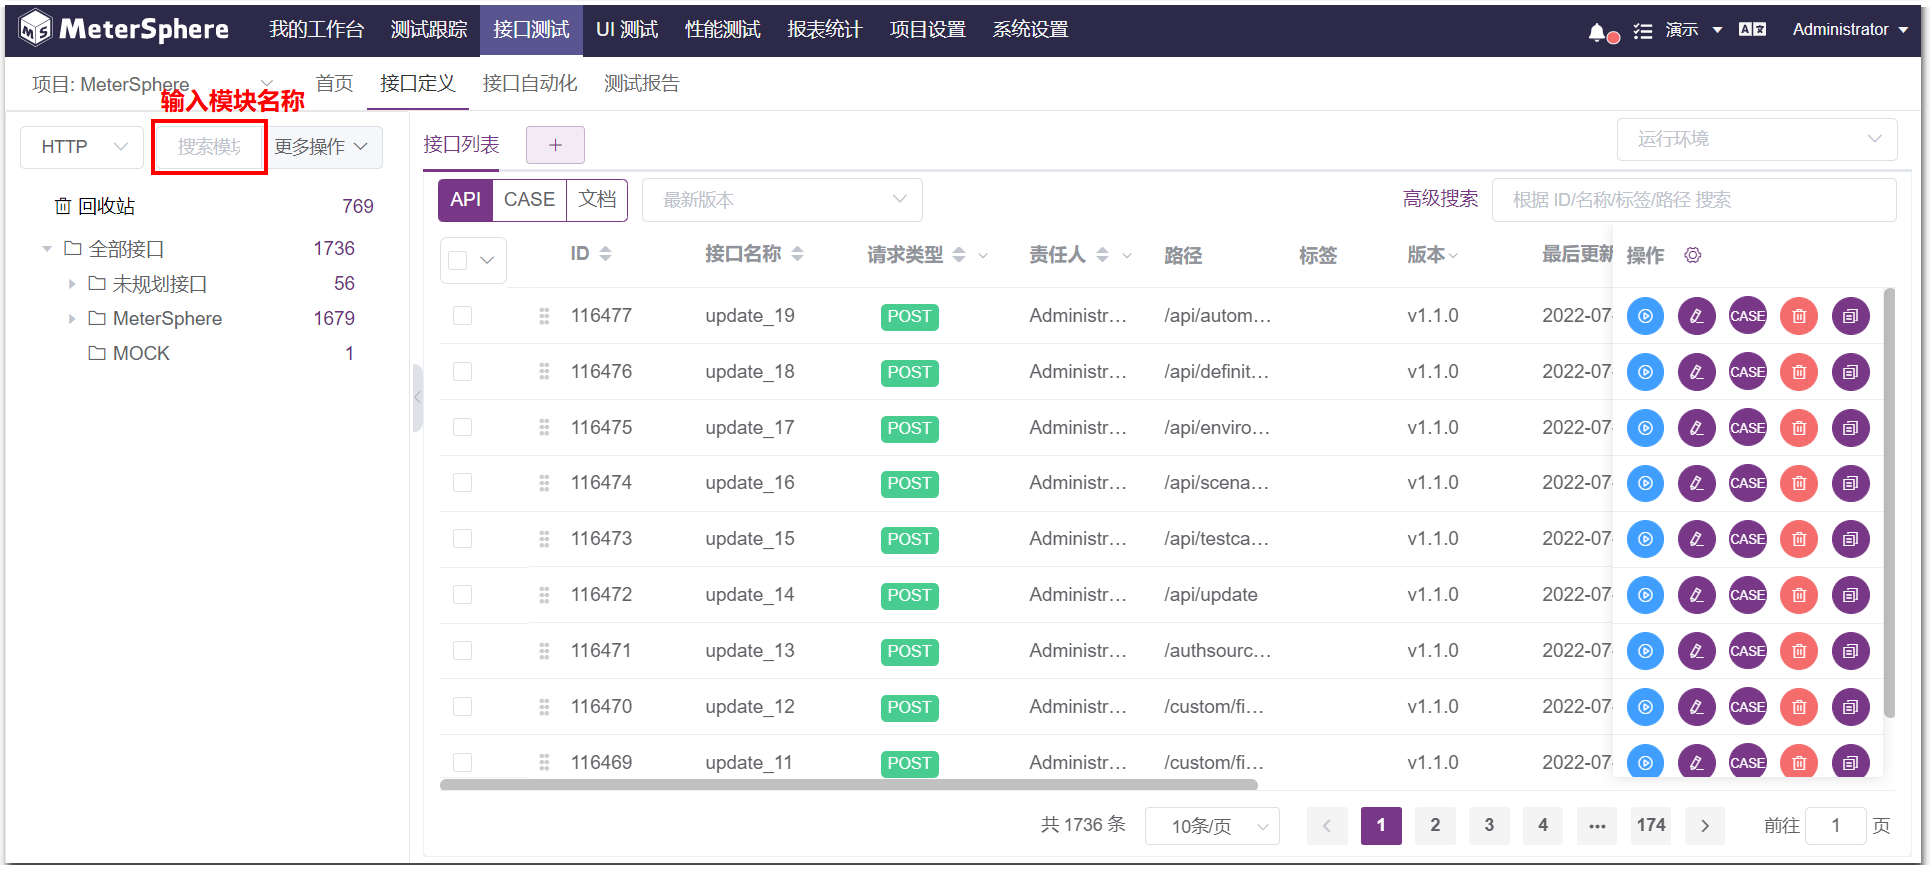 MeterSphere 我的工作台 测试跟踪 接口测试 UI 测试 性能测试 报表统计 项目设置 系统设置 演示 Administrator
项目: MeterSphere 首页 接口定义 接口自动化 测试报告
输入模块名称
HTTP 搜索模块 更多操作 接口列表 + 运行环境
API CASE 文档 最新版本 高级搜索 根据 ID/名称/标签/路径 搜索
回收站 769
全部接口 1736
未规划接口 56
MeterSphere 1679
MOCK 1
ID 接口名称 请求类型 责任人 路径 标签 版本 最后更新 操作
116477 update_19 POST Administr... /api/autom... v1.1.0 2022-07 CASE
116476 update_18 POST Administr... /api/definit... v1.1.0 2022-07 CASE
116475 update_17 POST Administr... /api/enviro... v1.1.0 2022-07 CASE
116474 update_16 POST Administr... /api/scena... v1.1.0 2022-07 CASE
116473 update_15 POST Administr... /api/testca... v1.1.0 2022-07 CASE
116472 update_14 POST Administr... /api/update v1.1.0 2022-07 CASE
116471 update_13 POST Administr... /authsourc... v1.1.0 2022-07 CASE
116470 update_12 POST Administr... /custom/fi... v1.1.0 2022-07 CASE
116469 update_11 POST Administr... /custom/fi... v1.1.0 2022-07 CASE
共 1736 条 10条/页 1 2 3 4 ... 174 前往 1 页